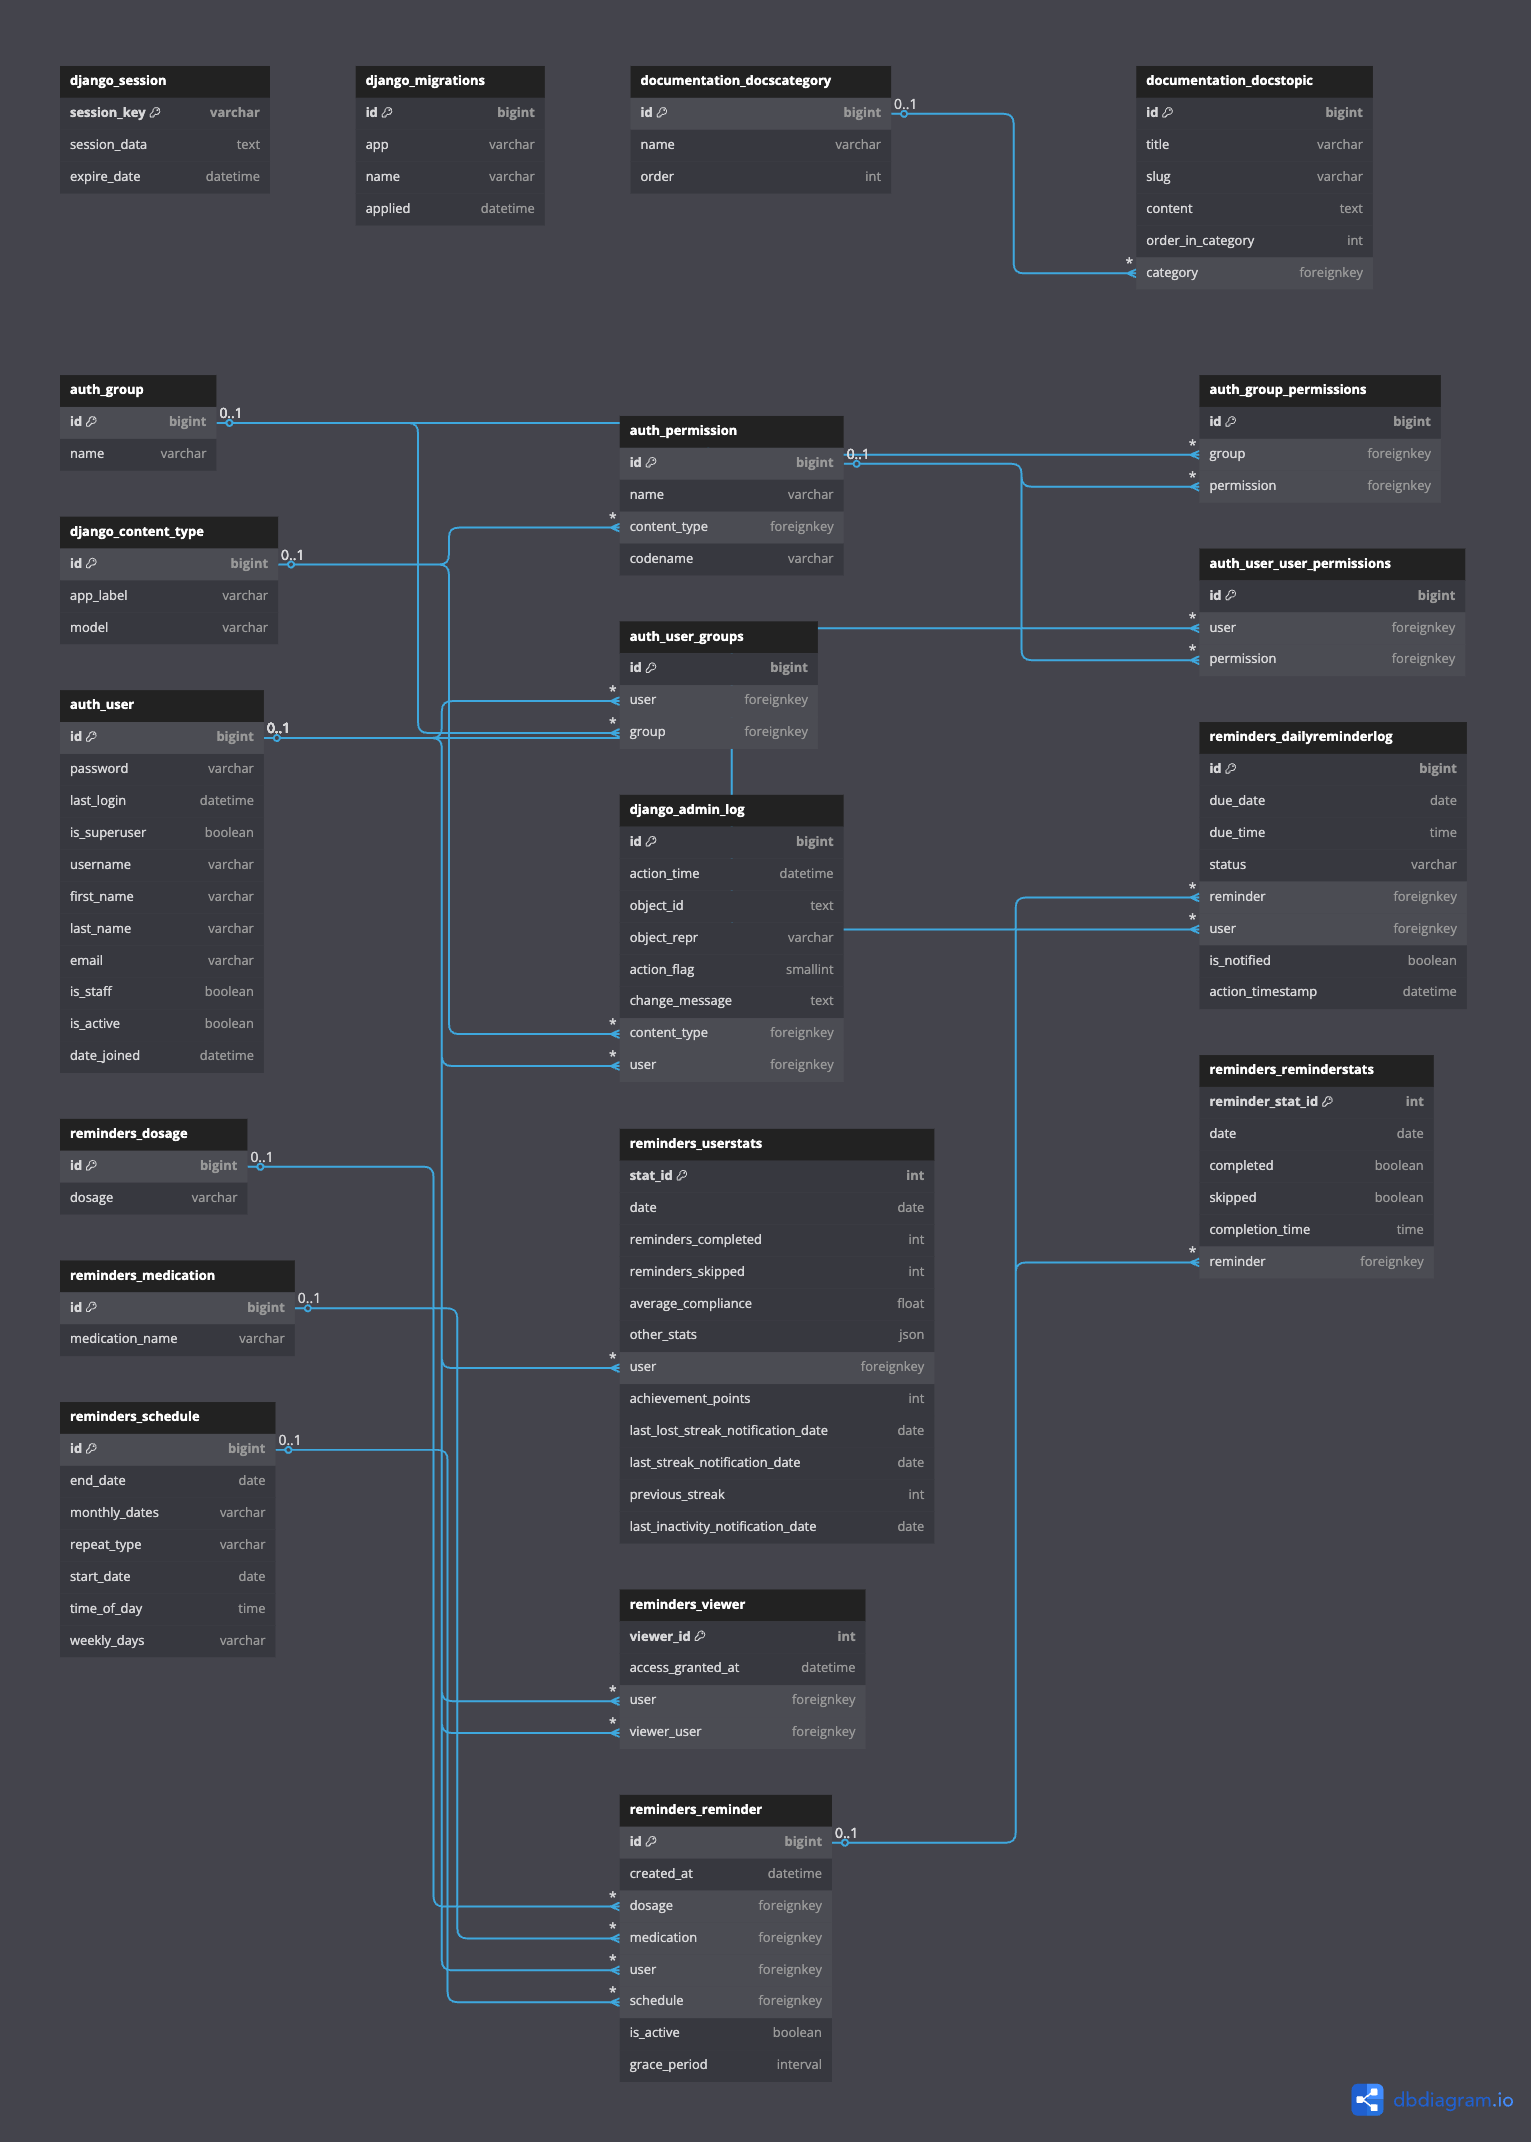 django_session
session_key varchar
session_data text
expire_date datetime
django_migrations
id bigint
app varchar
name varchar
applied datetime
documentation_docscategory
id bigint 0..1
name varchar
order int
documentation_docstopic
id bigint
title varchar
slug varchar
content text
order_in_category int
* category foreignkey
auth_group
id bigint 0..1
name varchar
django_content_type
id bigint 0..1
app_label varchar
model varchar
auth_user
id bigint 0..1
password varchar
last_login datetime
is_superuser boolean
username varchar
first_name varchar
last_name varchar
email varchar
is_staff boolean
is_active boolean
date_joined datetime
reminders_dosage
id bigint 0..1
dosage varchar
reminders_medication
id bigint 0..1
medication_name varchar
reminders_schedule
id bigint 0..1
end_date date
monthly_dates varchar
repeat_type varchar
start_date date
time_of_day time
weekly_days varchar
auth_permission
id bigint 0..1
name varchar
* content_type foreignkey
codename varchar
auth_user_groups
id bigint
* user foreignkey
* group foreignkey
django_admin_log
id bigint
action_time datetime
object_id text
object_repr varchar
action_flag smallint
change_message text
* content_type foreignkey
* user foreignkey
reminders_userstats
stat_id int
date date
reminders_completed int
reminders_skipped int
average_compliance float
other_stats json
* user foreignkey
achievement_points int
last_lost_streak_notification_date date
last_streak_notification_date date
previous_streak int
last_inactivity_notification_date date
reminders_viewer
viewer_id int
access_granted_at datetime
* user foreignkey
* viewer_user foreignkey
reminders_reminder
id bigint 0..1
created_at datetime
* dosage foreignkey
* medication foreignkey
* user foreignkey
* schedule foreignkey
is_active boolean
grace_period interval
auth_group_permissions
id bigint
* group foreignkey
* permission foreignkey
auth_user_user_permissions
id bigint
* user foreignkey
* permission foreignkey
reminders_dailyreminderlog
id bigint
due_date date
due_time time
status varchar
* reminder foreignkey
* user foreignkey
is_notified boolean
action_timestamp datetime
reminders_reminderstats
reminder_stat_id int
date date
completed boolean
skipped boolean
completion_time time
* reminder foreignkey
dbdiagram.io